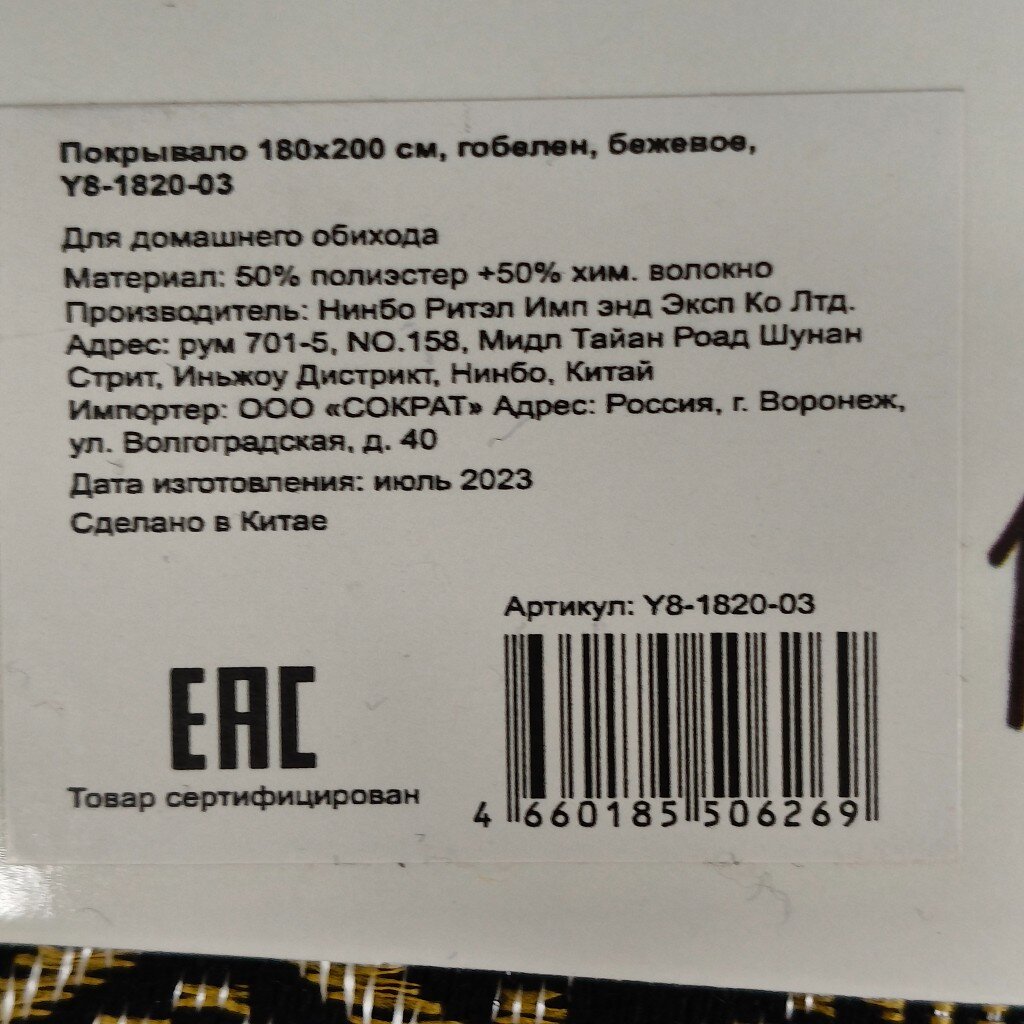 Покрывало 180х200 см, гобелен, бежевое,
Y8-1820-03
Для домашнего обихода
Материал: 50% полиэстер +50% хим. волокно
Производитель: Нинбо Ритэл Имп энд Эксп Ко Лтд.
Адрес: рум 701-5, NO.158, Мидл Тайан Роад Шунан
Стрит, Иньжоу Дистрикт, Нинбо, Китай
Импортер: ООО «СОКРАТ» Адрес: Россия, г. Воронеж,
ул. Волгоградская, д. 40
Дата изготовления: июль 2023
Сделано в Китае
Артикул: Y8-1820-03
EAC
Товар сертифицирован
4 660185 506269